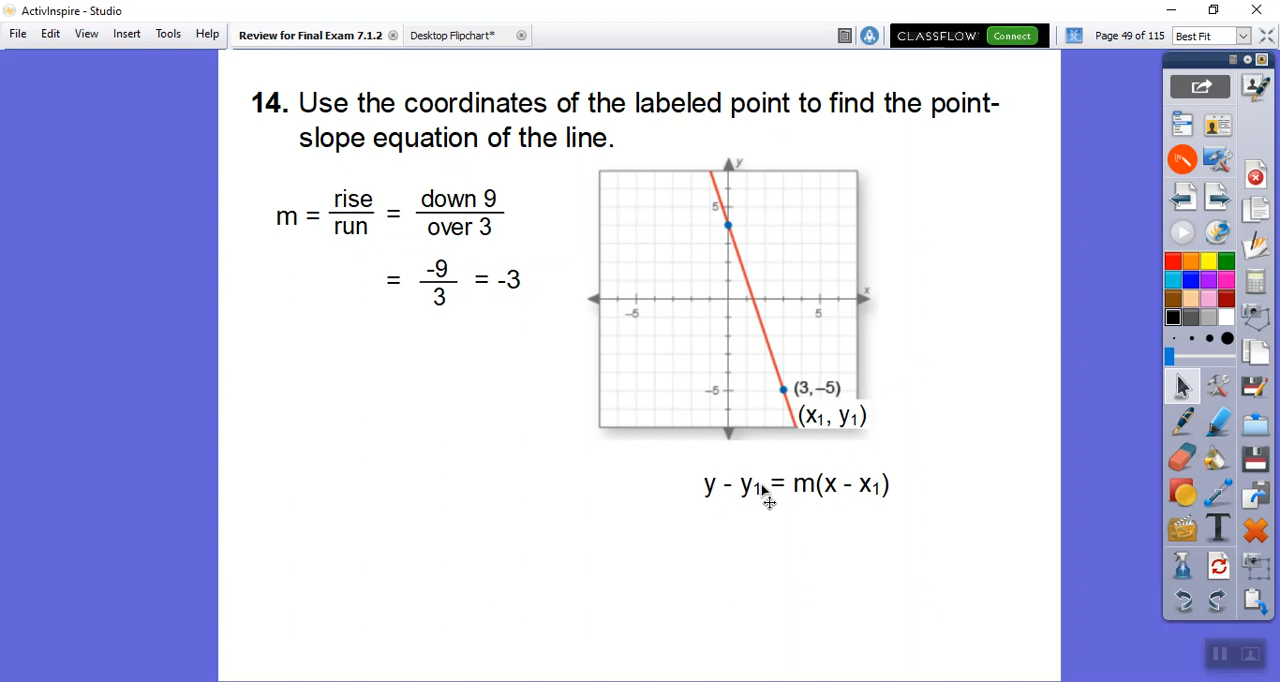 ActivInspire - Studio
File Edit View Insert Tools Help Review for Final Exam 7.1.2 Desktop Flipchart* CLASSFLOW Connect Page 49 of 115 Best Fit
14. Use the coordinates of the labeled point to find the point-
slope equation of the line.
m = rise/run = down 9/over 3
= -9/3 = -3
y
5
x
-5 5
-5
(3,-5)
(x₁, y₁)
y - y₁ = m(x - x₁)
T